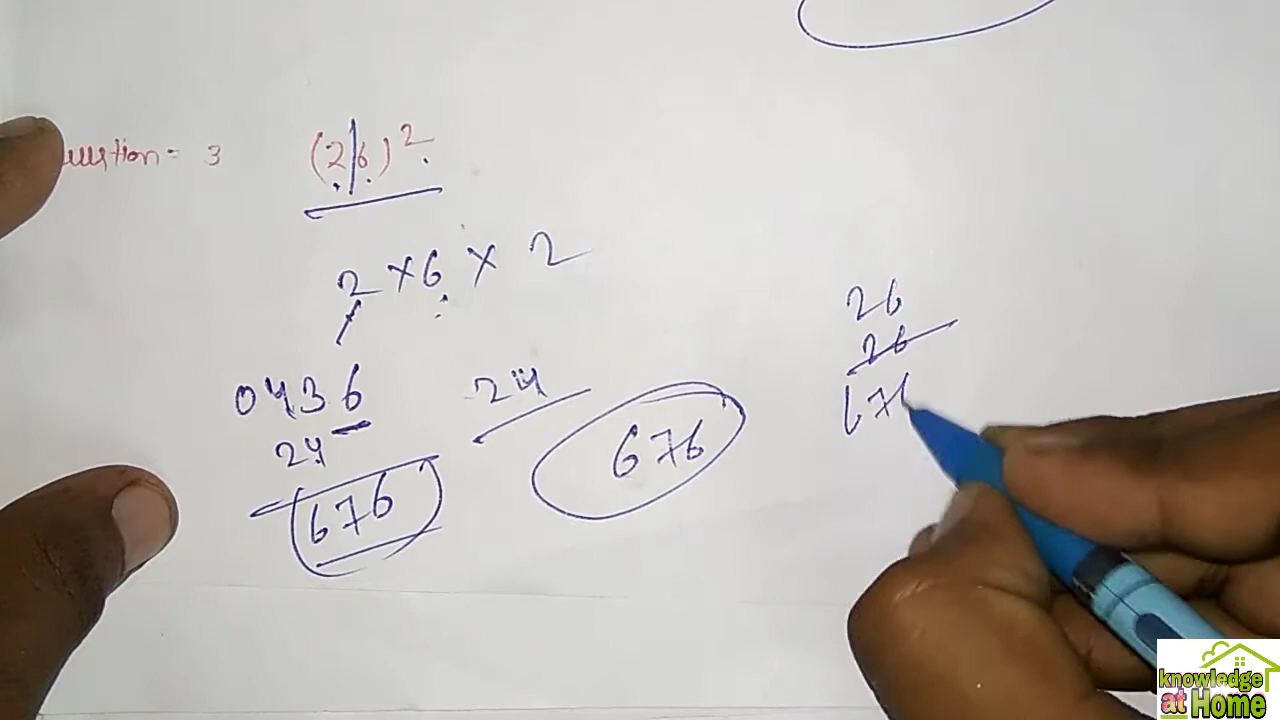 uestion = 3 (2|6)²
2 × 6 × 2
0436
24
676
24
676
26
26
676
knowledge
at Home